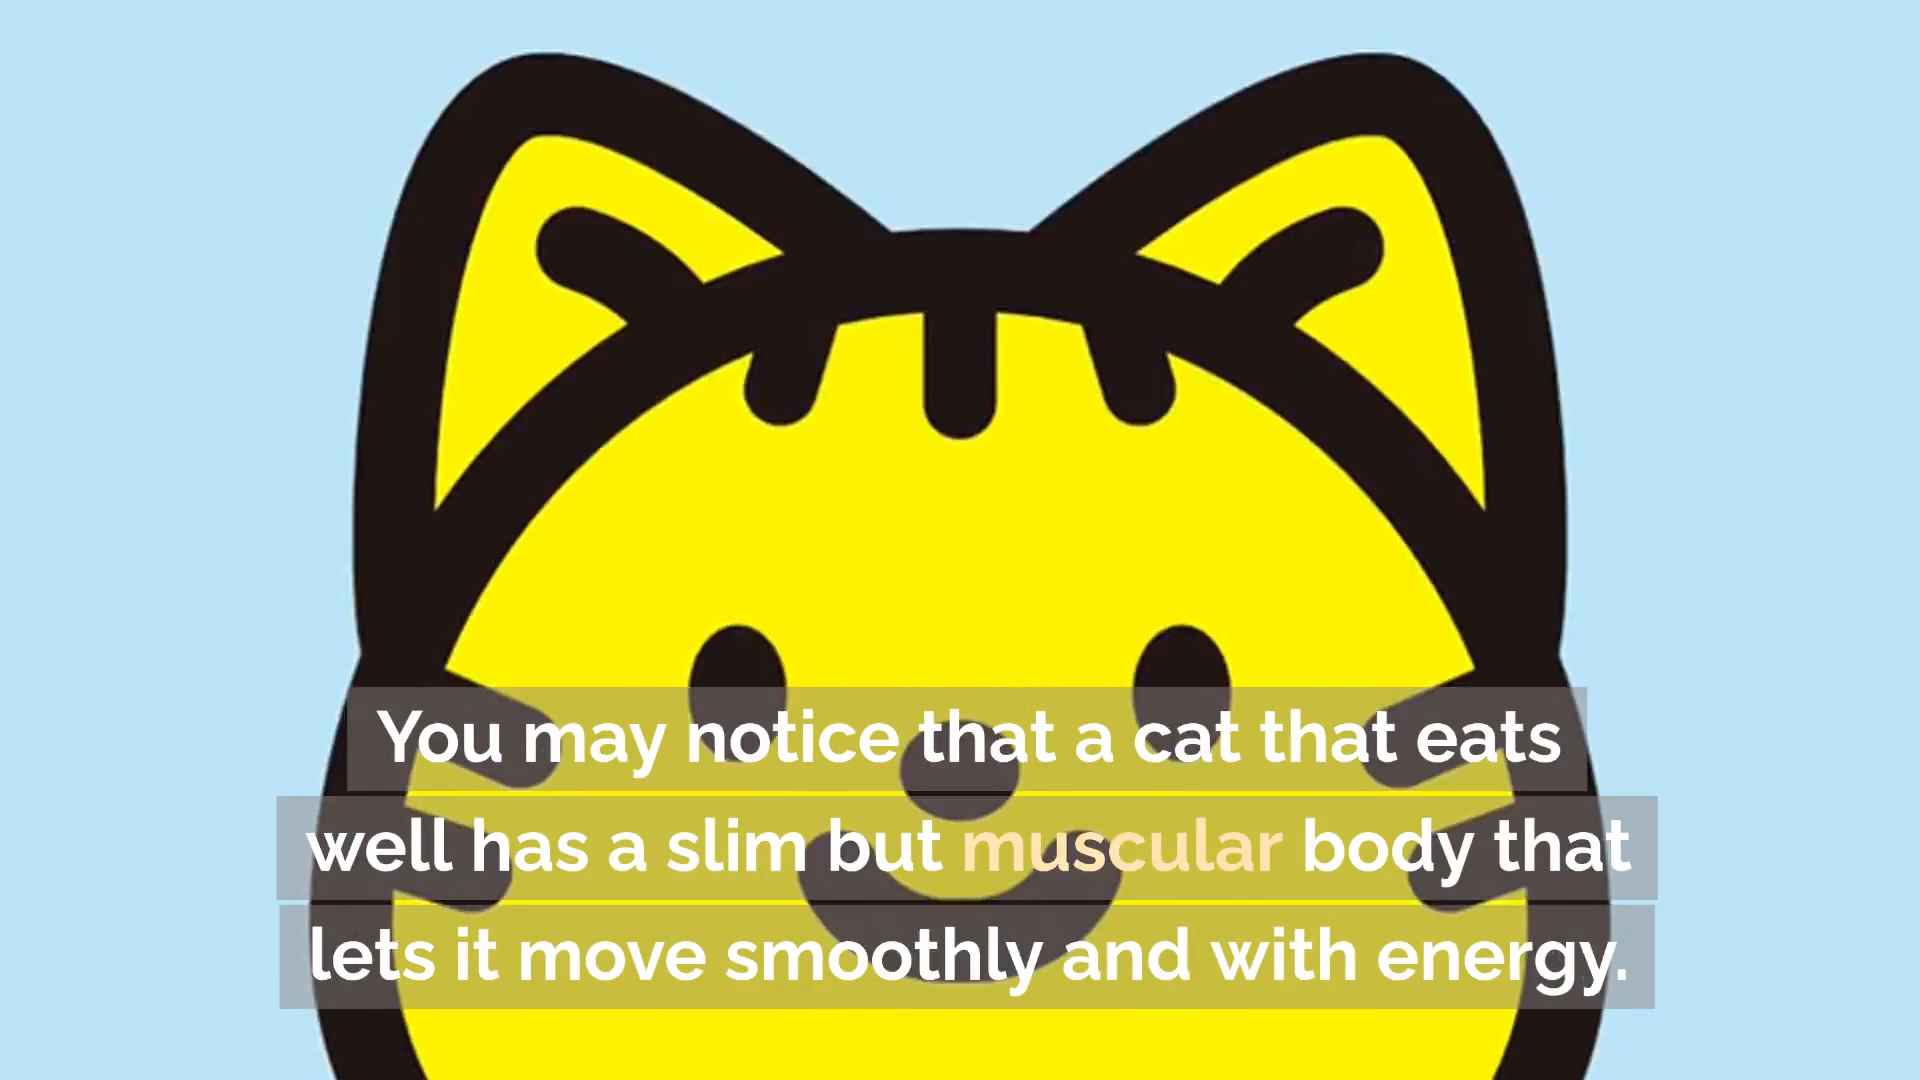 You may notice that a cat that eats
well has a slim but muscular body that
lets it move smoothly and with energy.